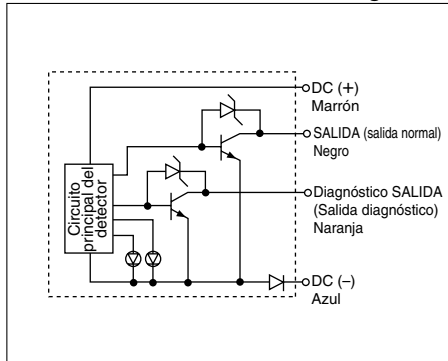 DC (+)
Marrón
SALIDA (salida normal)
Negro
Circuito
principal del
detector
Diagnóstico SALIDA
(Salida diagnóstico)
Naranja
DC (–)
Azul